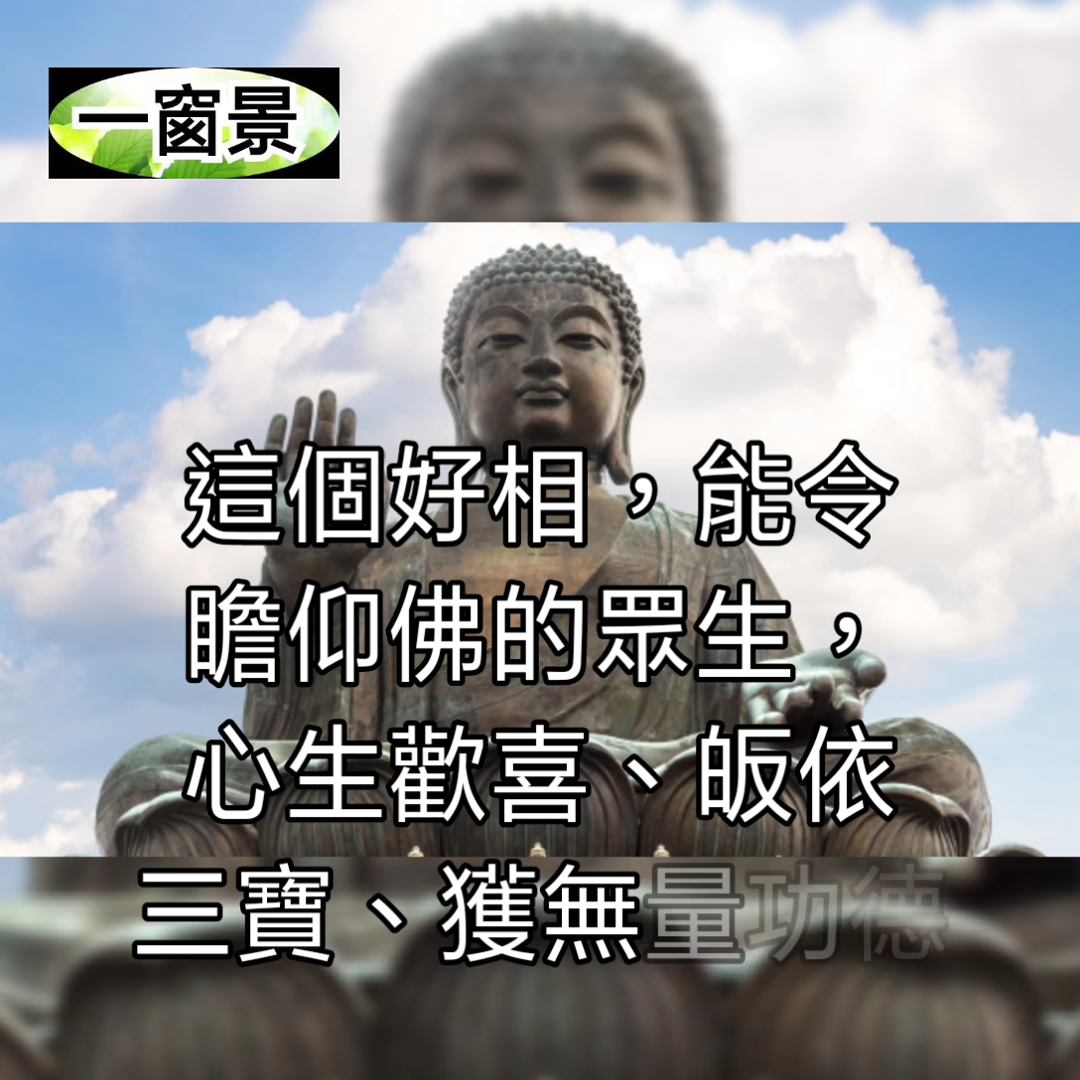 一窗景
這個好相，能令
瞻仰佛的眾生，
心生歡喜、皈依
三寶、獲無量功德